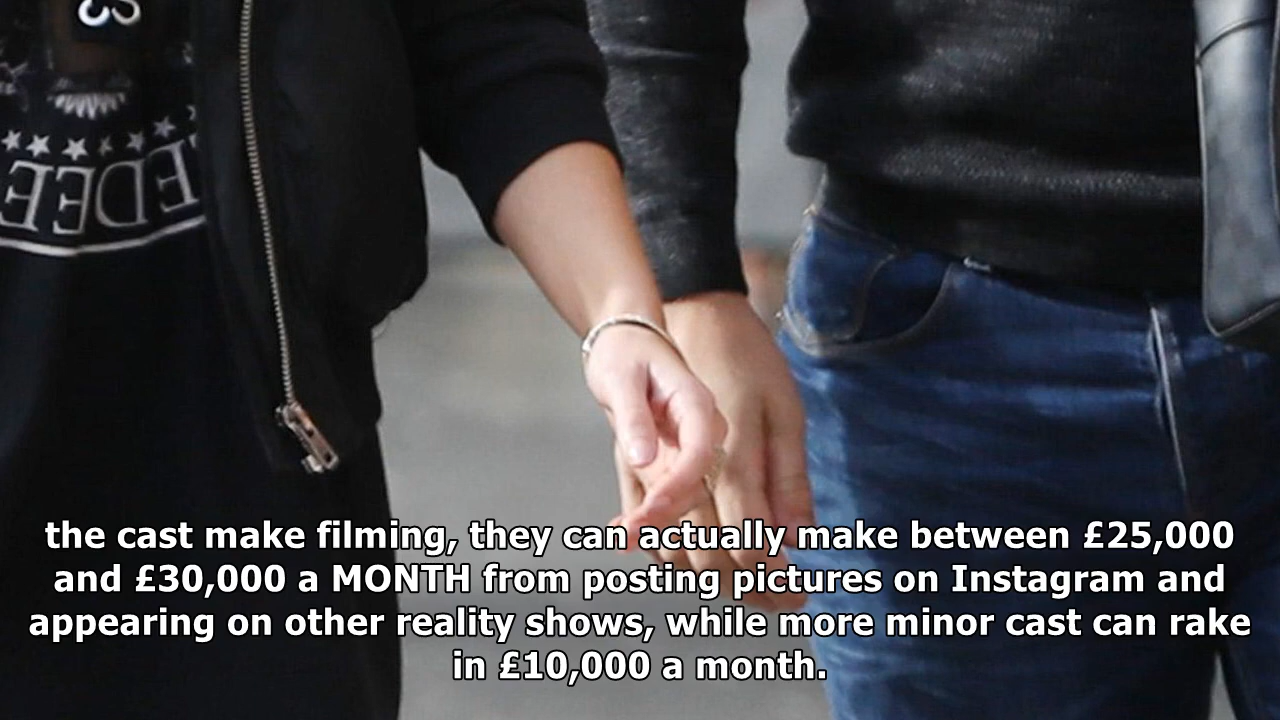 the cast make filming, they can actually make between £25,000
and £30,000 a MONTH from posting pictures on Instagram and
appearing on other reality shows, while more minor cast can rake
in £10,000 a month.